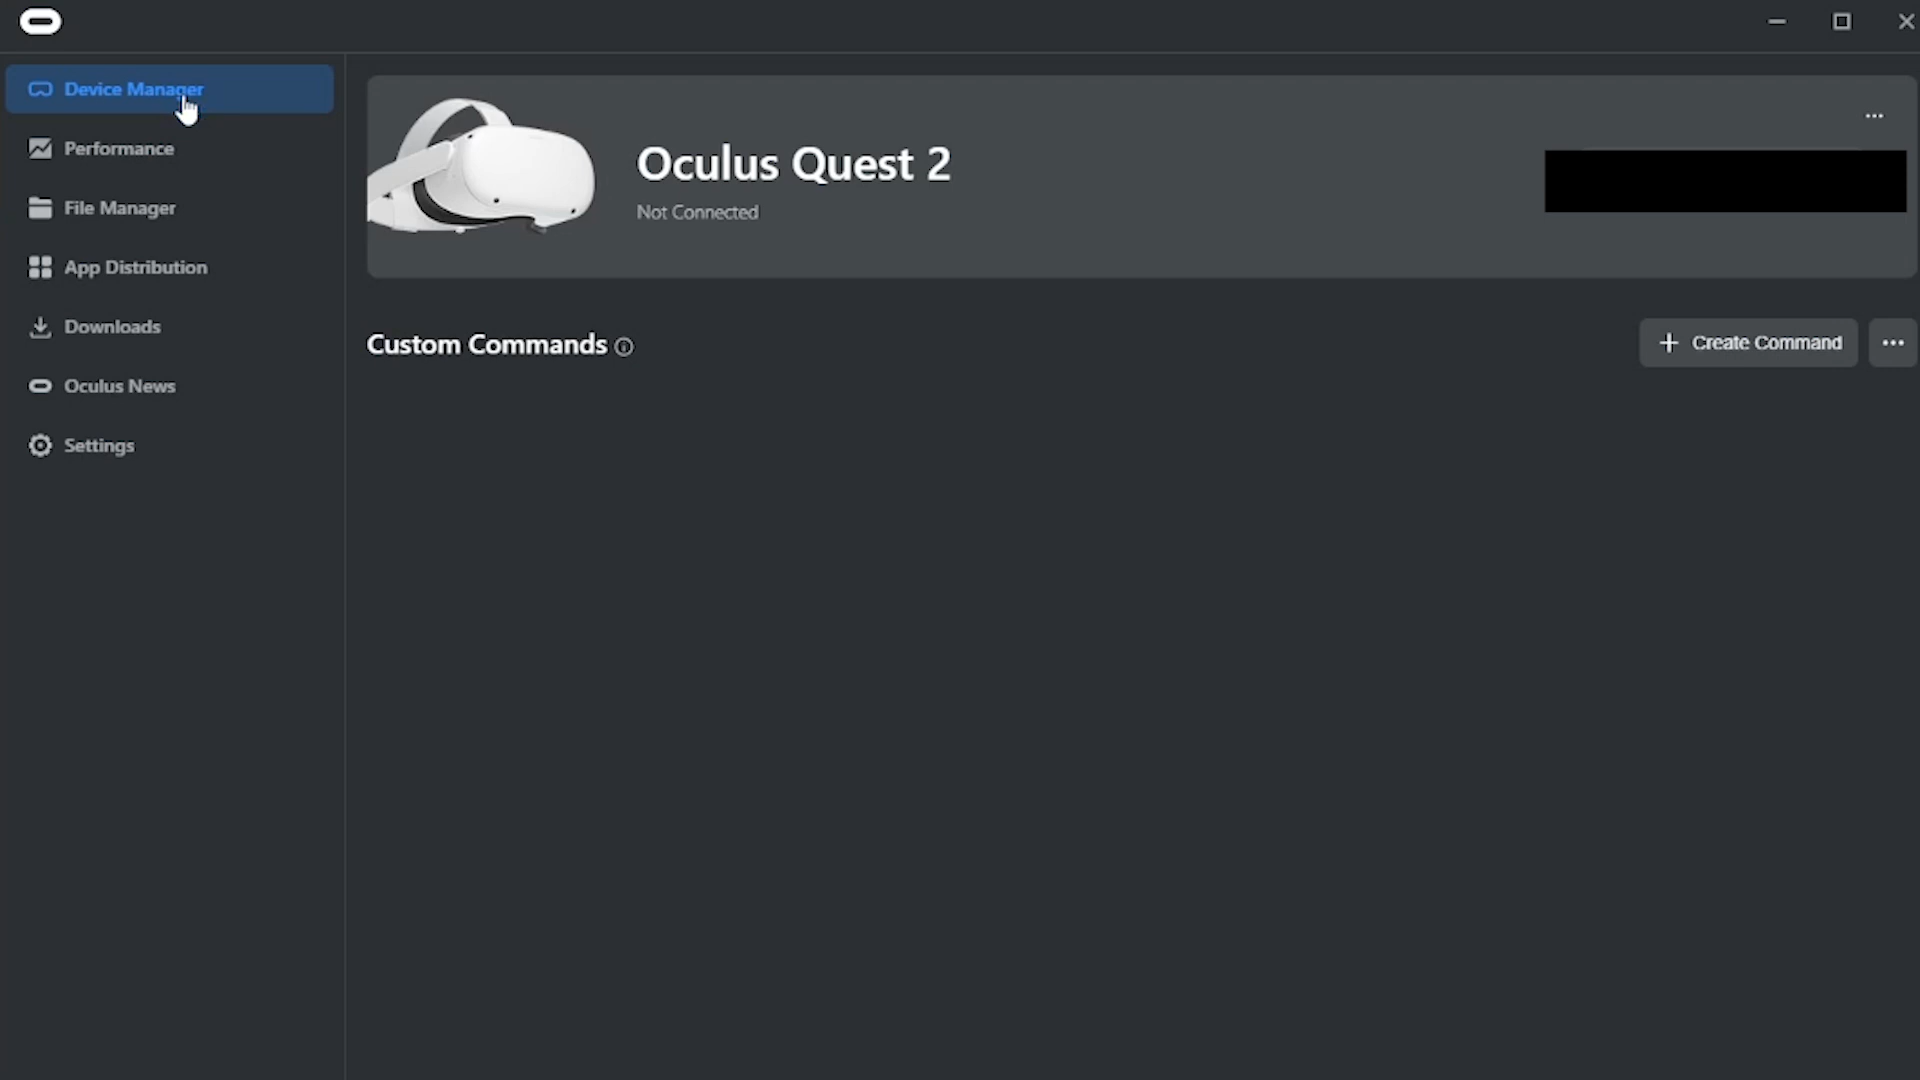 Device Manager
Performance
File Manager
App Distribution
Downloads
Oculus News
Settings
Oculus Quest 2
Not Connected
Custom Commands
Create Command